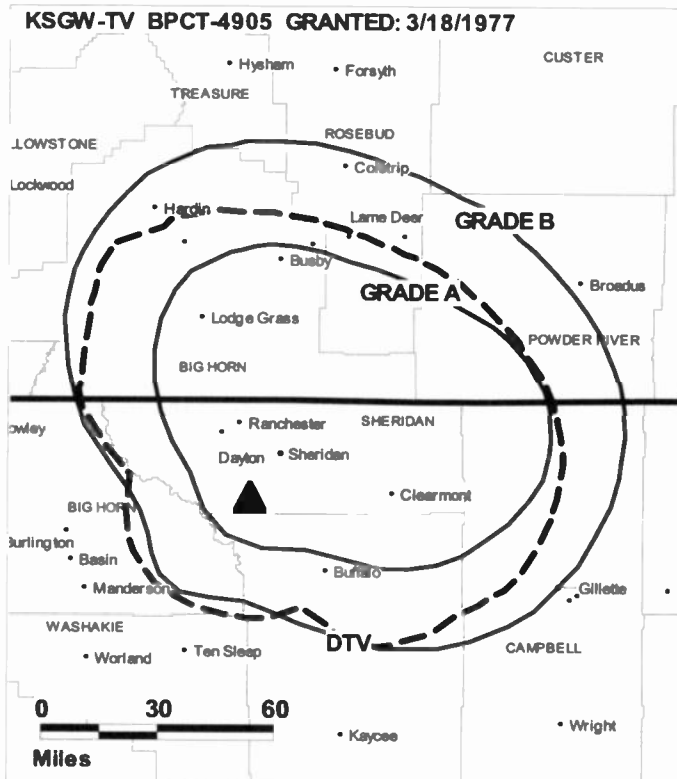 KSGW-TV BPCT-4905 GRANTED: 3/18/1977
Hysham
Forsyth
CUSTER
TREASURE
LLOWSTONE
ROSEBUD
Colstrip
Lockwood
Hardin
Lame Deer
GRADE B
Busby
GRADE A
Broadus
Lodge Grass
POWDER RIVER
BIG HORN
owley
Ranchester
SHERIDAN
Dayton
Sheridan
Clearmont
BIG HORN
Burlington
Basin
Buffalo
Manderson
Gillette
WASHAKIE
DTV
CAMPBELL
Worland
Ten Sleep
0 30 60
Wright
Kaycee
Miles